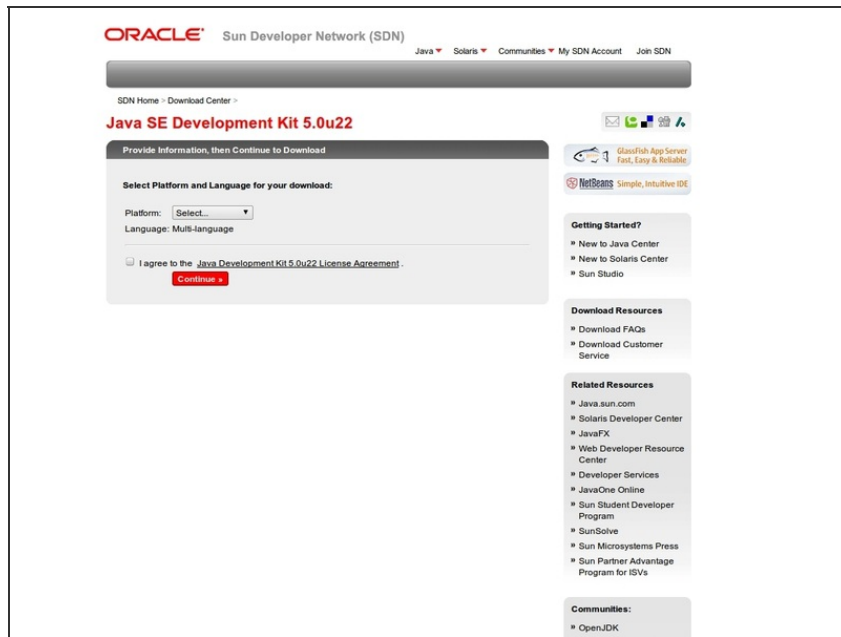 ORACLE Sun Developer Network (SDN)
Java Solaris Communities My SDN Account Join SDN
SDN Home > Download Center >
Java SE Development Kit 5.0u22
Provide Information, then Continue to Download
Select Platform and Language for your download:
Platform: Select...
Language: Multi-language
I agree to the Java Development Kit 5.0u22 License Agreement .
Continue »
GlassFish App Server
Fast, Easy & Reliable
NetBeans Simple, Intuitive IDE
Getting Started?
» New to Java Center
» New to Solaris Center
» Sun Studio
Download Resources
» Download FAQs
» Download Customer
Service
Related Resources
» Java.sun.com
» Solaris Developer Center
» JavaFX
» Web Developer Resource
Center
» Developer Services
» JavaOne Online
» Sun Student Developer
Program
» SunSolve
» Sun Microsystems Press
» Sun Partner Advantage
Program for ISVs
Communities:
» OpenJDK